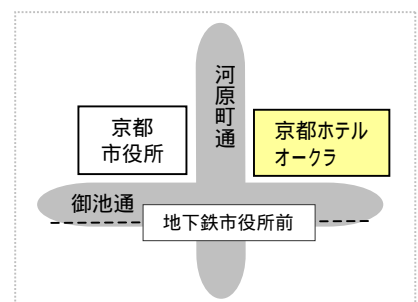 河原町通
京都
市役所
京都ホテル
オークラ
御池通
地下鉄市役所前